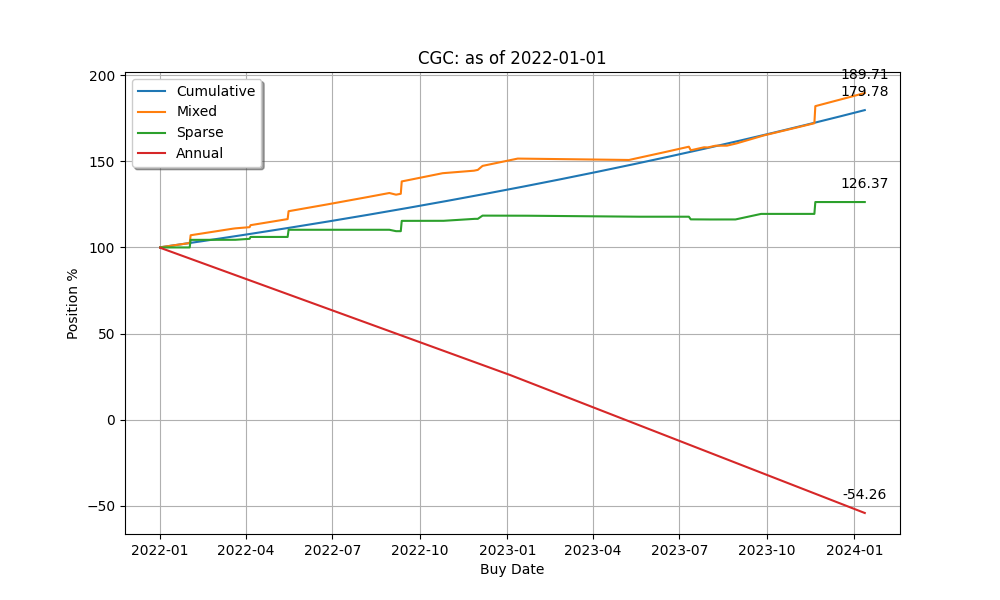 CGC: as of 2022-01-01
200
150
100
50
0
−50
Position %
Cumulative
Mixed
Sparse
Annual
189.71
179.78
126.37
-54.26
2022-01
2022-04
2022-07
2022-10
2023-01
2023-04
2023-07
2023-10
2024-01
Buy Date